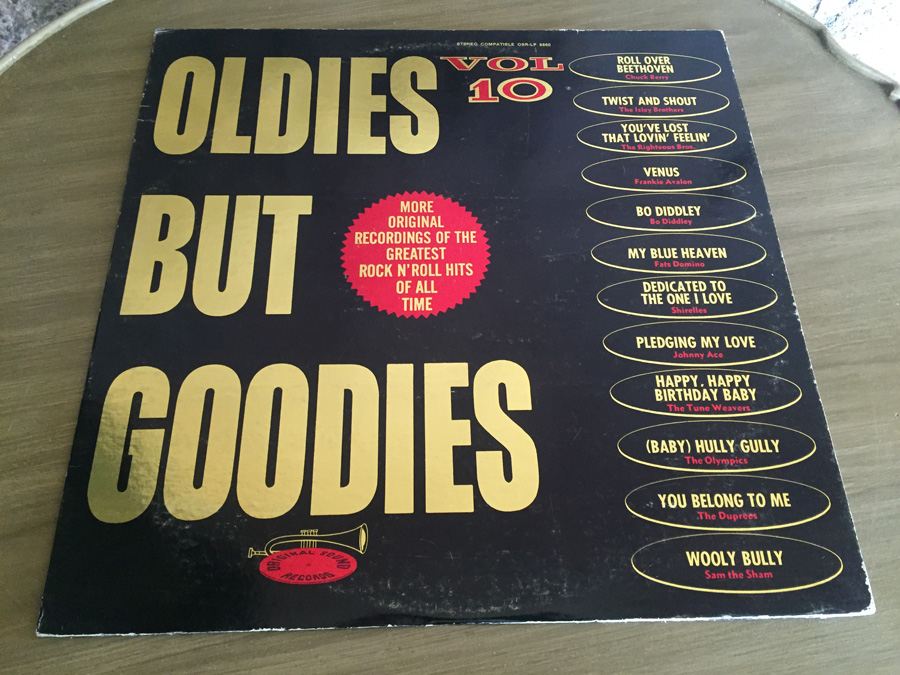 STEREO COMPATIBLE OSR-LP 8860
OLDIES
BUT
GOODIES
VOL
10
MORE
ORIGINAL
RECORDINGS OF THE
GREATEST
ROCK N'ROLL HITS
OF ALL
TIME
ROLL OVER
BEETHOVEN
Chuck Berry
TWIST AND SHOUT
The Isley Brothers
YOU'VE LOST
THAT LOVIN' FEELIN'
The Righteous Bros.
VENUS
Frankie Avalon
BO DIDDLEY
Bo Diddley
MY BLUE HEAVEN
Fats Domino
DEDICATED TO
THE ONE I LOVE
Shirelles
PLEDGING MY LOVE
Johnny Ace
HAPPY, HAPPY
BIRTHDAY BABY
The Tune Weavers
(BABY) HULLY GULLY
The Olympics
YOU BELONG TO ME
The Duprees
WOOLY BULLY
Sam the Sham
ORIGINAL SOUND
RECORDS